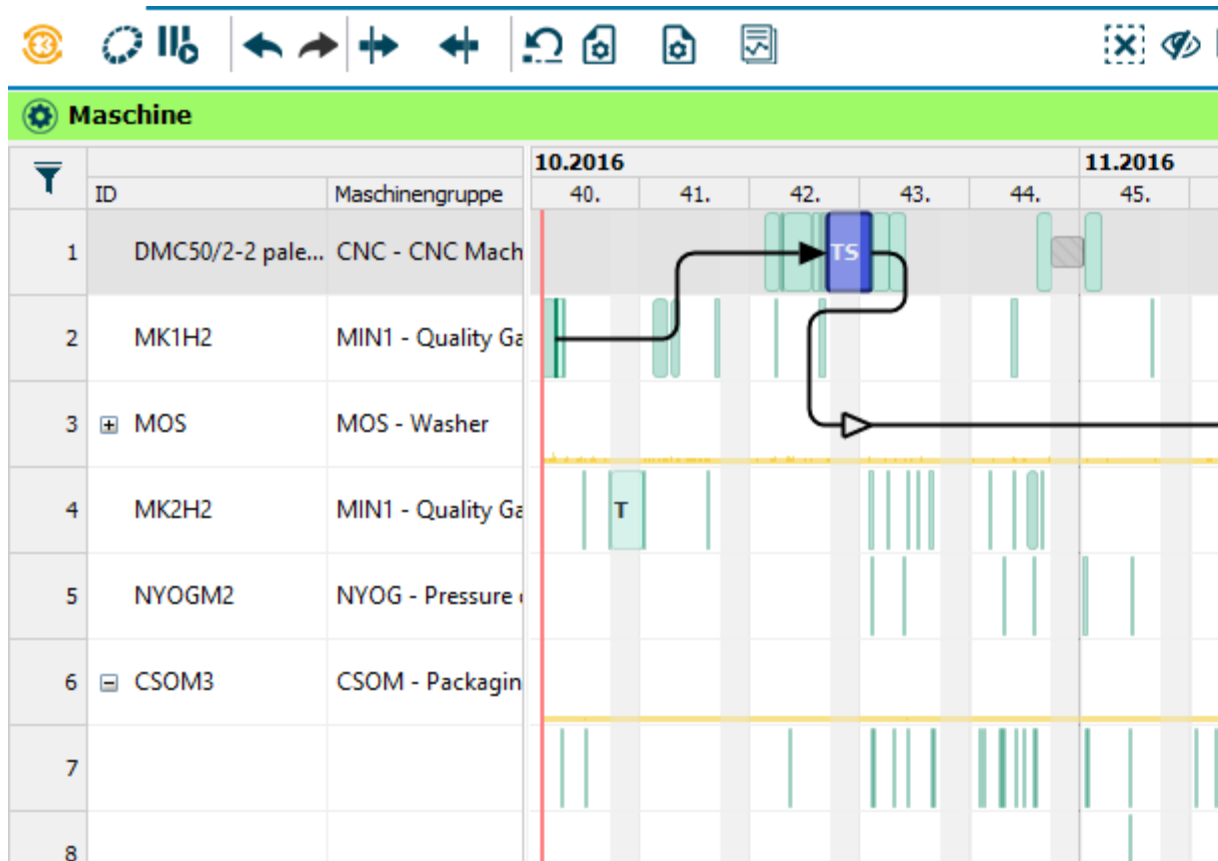 Maschine
10.2016 11.2016
ID Maschinengruppe 40. 41. 42. 43. 44. 45.
1 DMC50/2-2 pale... CNC - CNC Mach TS
2 MK1H2 MIN1 - Quality Ga
3 MOS MOS - Washer
4 MK2H2 MIN1 - Quality Ga T
5 NYOGM2 NYOG - Pressure
6 CSOM3 CSOM - Packagin
7
8